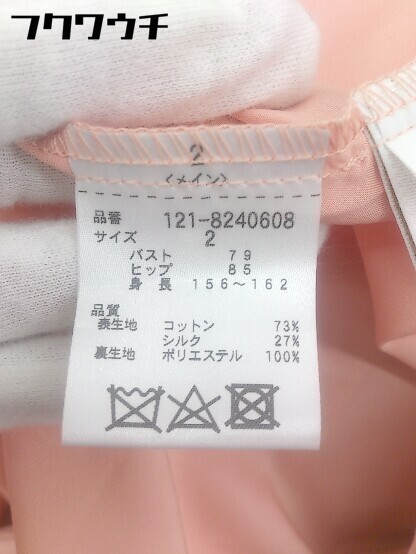 フクワウチ
2
〈メイン〉
品番 121-8240608
サイズ 2
バスト 79
ヒップ 85
身長 156〜162
品質
表生地 コットン 73%
シルク 27%
裏生地 ポリエステル 100%